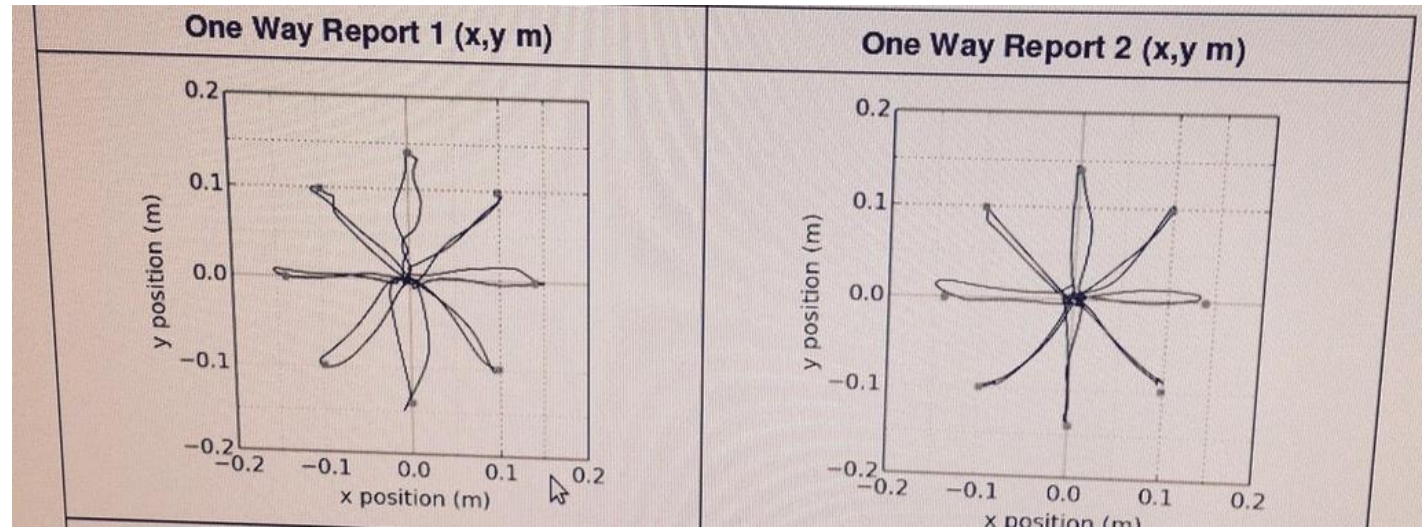 One Way Report 1 (x,y m)
0.2
0.1
0.0
−0.1
−0.2
y position (m)
−0.2 −0.1 0.0 0.1 0.2
x position (m)
One Way Report 2 (x,y m)
0.2
0.1
0.0
−0.1
−0.2
y position (m)
−0.2 −0.1 0.0 0.1 0.2
x position (m)